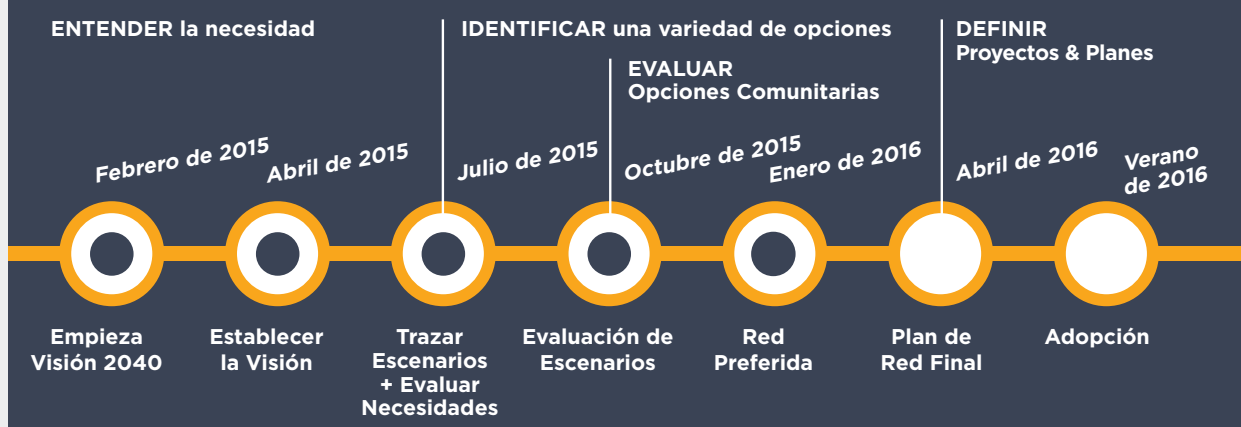 ENTENDER la necesidad
IDENTIFICAR una variedad de opciones
EVALUAR
Opciones Comunitarias
DEFINIR
Proyectos & Planes
Febrero de 2015
Abril de 2015
Julio de 2015
Octubre de 2015
Enero de 2016
Abril de 2016
Verano
de 2016
Empieza
Visión 2040
Establecer
la Visión
Trazar
Escenarios
+ Evaluar
Necesidades
Evaluación de
Escenarios
Red
Preferida
Plan de
Red Final
Adopción